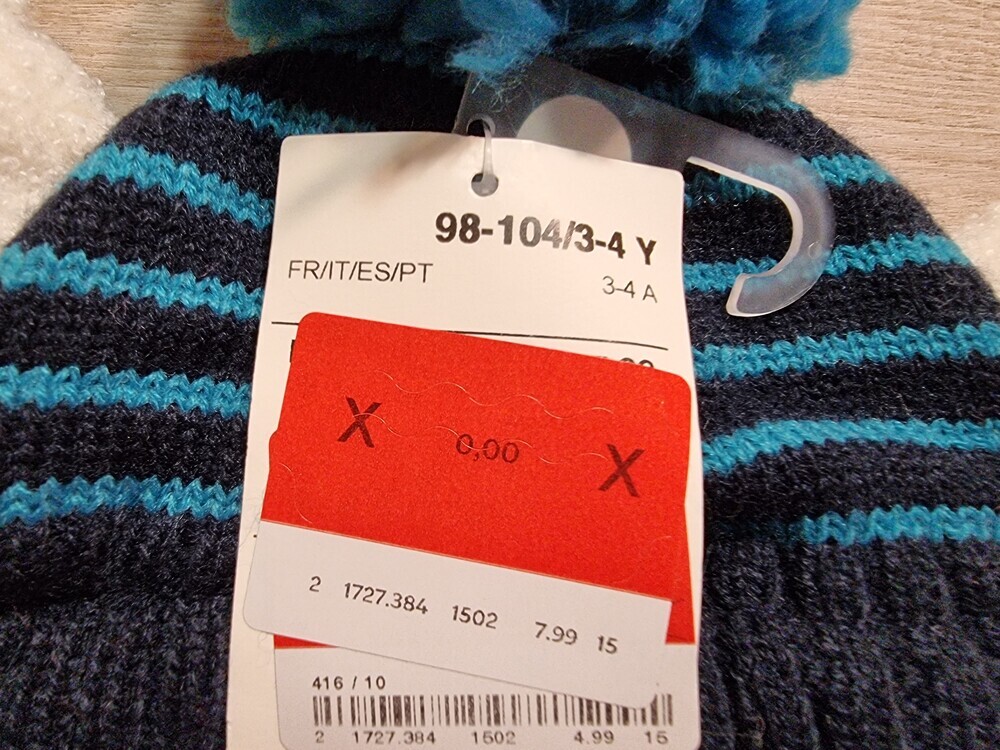 98-104/3-4 Y
FR/IT/ES/PT 3-4 A
X 0,00 X
2 1727.384 1502 7.99 15
416 / 10
2 1727.384 1502 4.99 15